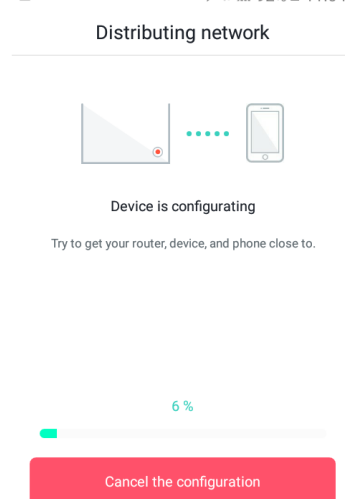 Distributing network
Device is configurating
Try to get your router, device, and phone close to.
6 %
Cancel the configuration